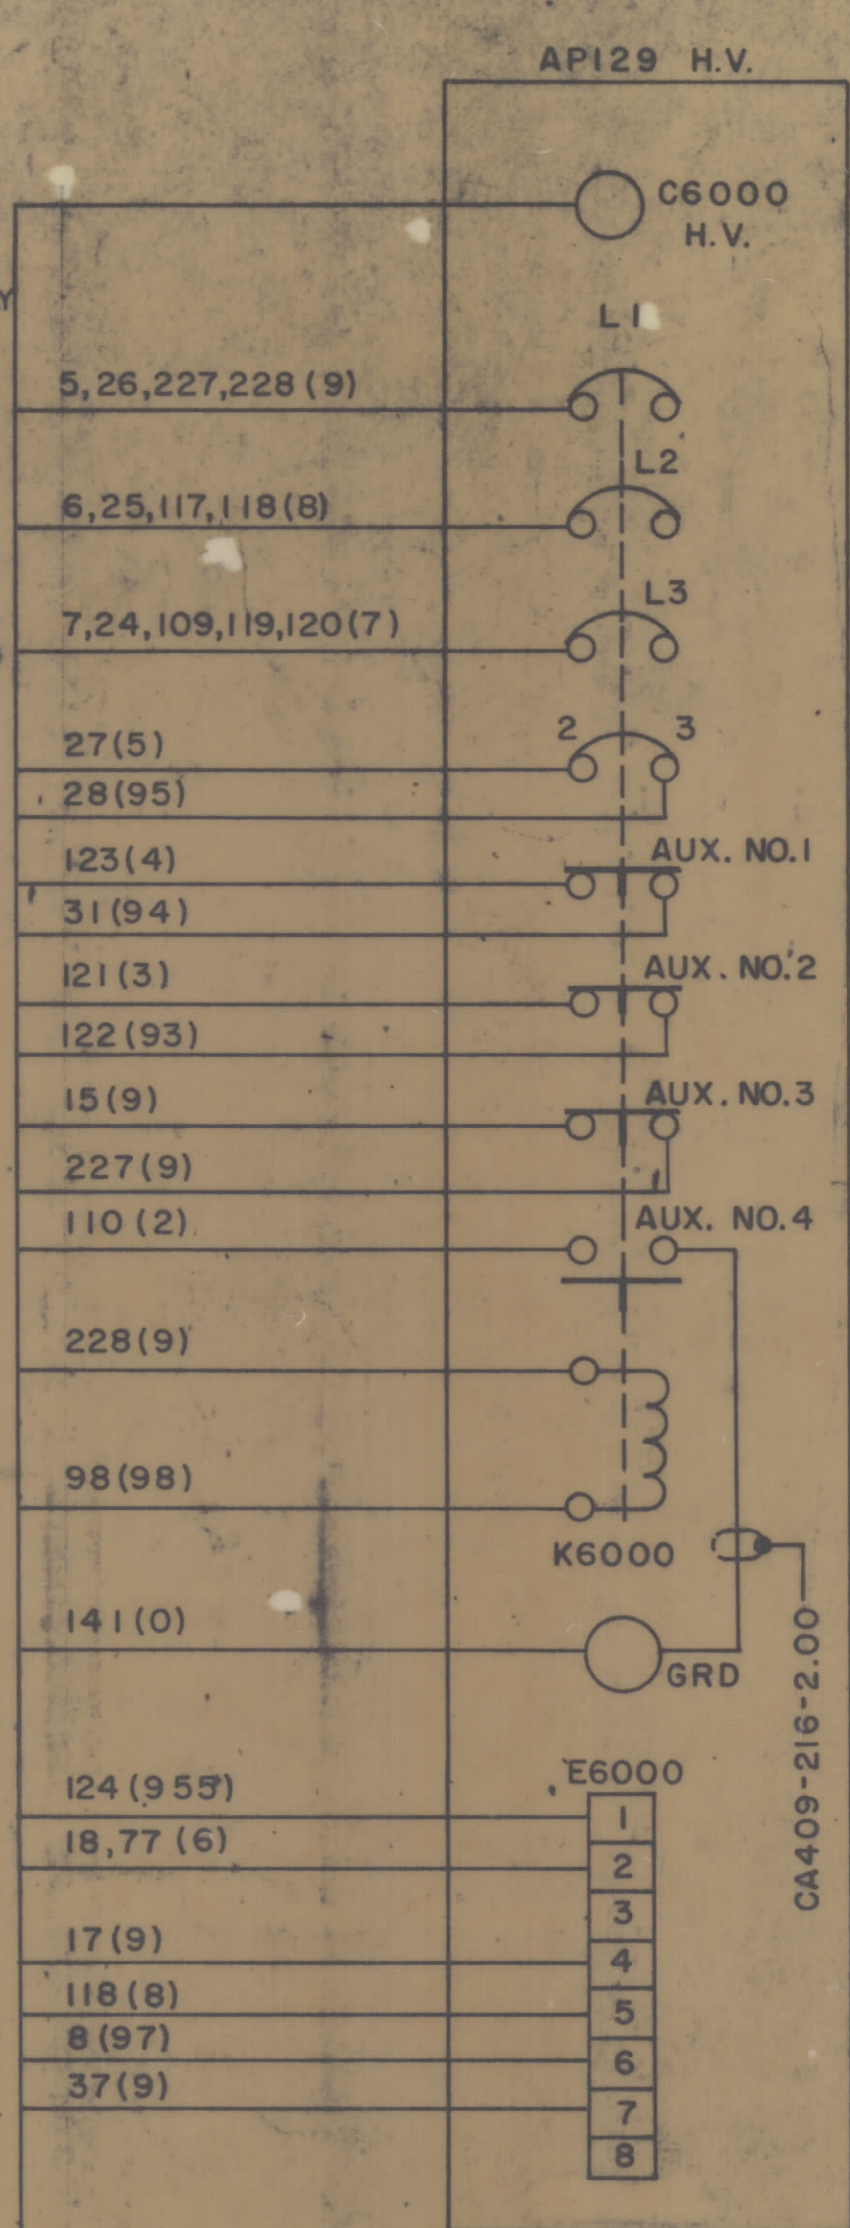 AP129 H.V.
C6000
H.V.
Y
L1
5,26,227,228(9)
L2
6,25,117,118(8)
L3
7,24,109,119,120(7)
2 3
27(5)
28(95)
AUX. NO.1
123(4)
31(94)
AUX. NO.2
121(3)
122(93)
AUX. NO.3
15(9)
227(9)
AUX. NO.4
110(2)
228(9)
98(98)
K6000
141(0)
GRD
CA409-216-2.00
E6000
124(955)
1
18,77(6)
2
3
17(9)
4
118(8)
5
8(97)
6
37(9)
7
8